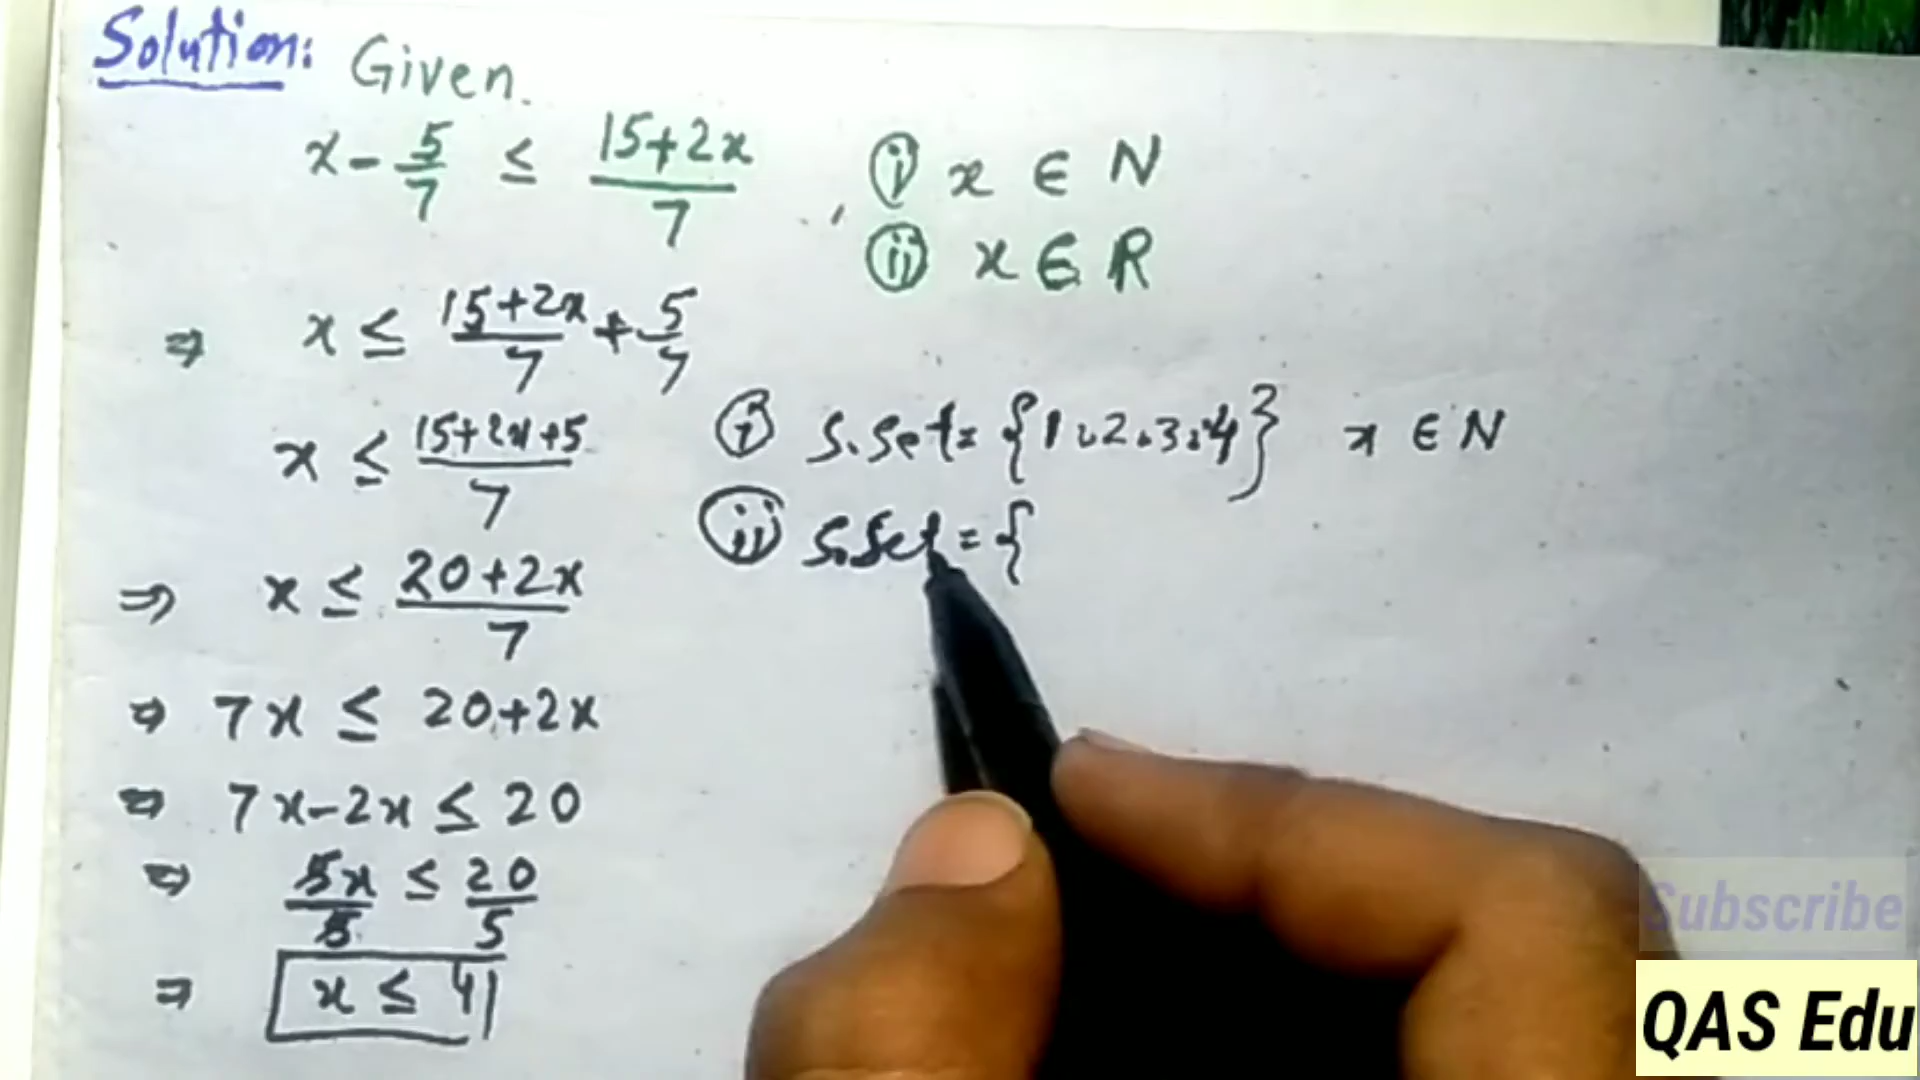 Solution: Given.
x - 5/7 ≤ (15+2x)/7 , (i) x ∈ N
(ii) x ∈ R
⇒ x ≤ (15+2x)/7 + 5/7
x ≤ (15+2x+5)/7
(i) S.Set = {1,2,3,4} x ∈ N
(ii) S.Set = {
⇒ x ≤ (20+2x)/7
⇒ 7x ≤ 20+2x
⇒ 7x-2x ≤ 20
⇒ 5x/5 ≤ 20/5
⇒ x ≤ 4
Subscribe
QAS Edu